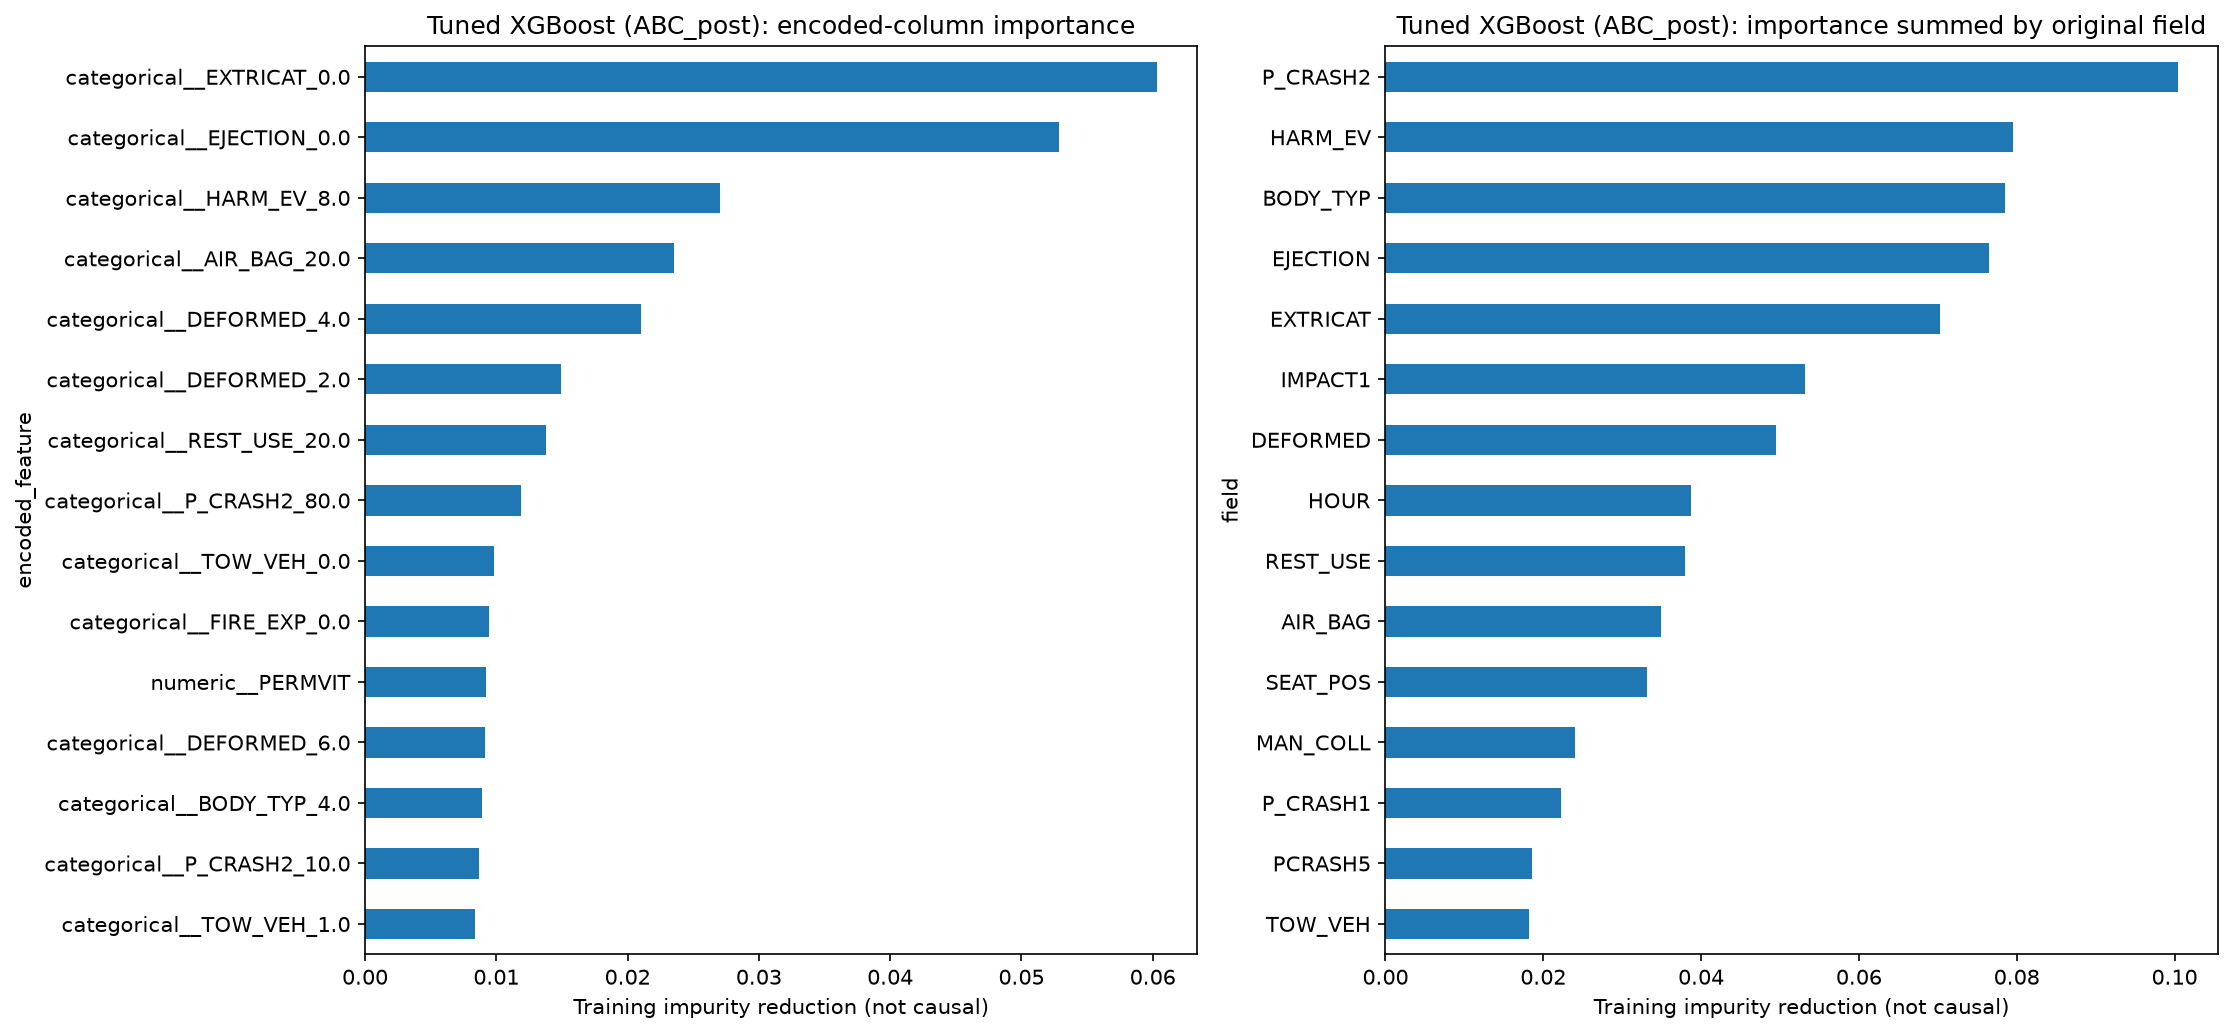 Tuned XGBoost (ABC_post): encoded-column importance
encoded_feature
categorical__EXTRICAT_0.0
categorical__EJECTION_0.0
categorical__HARM_EV_8.0
categorical__AIR_BAG_20.0
categorical__DEFORMED_4.0
categorical__DEFORMED_2.0
categorical__REST_USE_20.0
categorical__P_CRASH2_80.0
categorical__TOW_VEH_0.0
categorical__FIRE_EXP_0.0
numeric__PERMVIT
categorical__DEFORMED_6.0
categorical__BODY_TYP_4.0
categorical__P_CRASH2_10.0
categorical__TOW_VEH_1.0
0.00 0.01 0.02 0.03 0.04 0.05 0.06
Training impurity reduction (not causal)
Tuned XGBoost (ABC_post): importance summed by original field
field
P_CRASH2
HARM_EV
BODY_TYP
EJECTION
EXTRICAT
IMPACT1
DEFORMED
HOUR
REST_USE
AIR_BAG
SEAT_POS
MAN_COLL
P_CRASH1
PCRASH5
TOW_VEH
0.00 0.02 0.04 0.06 0.08 0.10
Training impurity reduction (not causal)